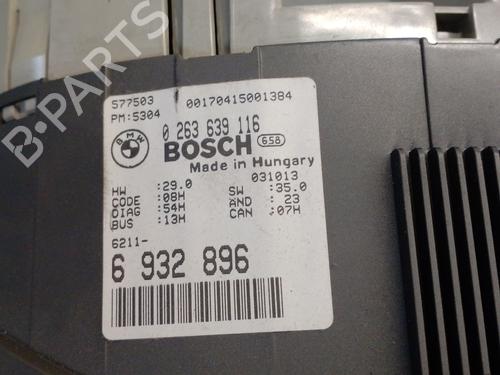 577503 00170415001384
PM:5304
BMW 0 263 639 116
BOSCH 658
Made in Hungary
031013
HW :29.0 SW :35.0
CODE :08H AND : 23
DIAG :54H CAN :07H
BUS :13H
6211-
6 932 896
B-PARTS